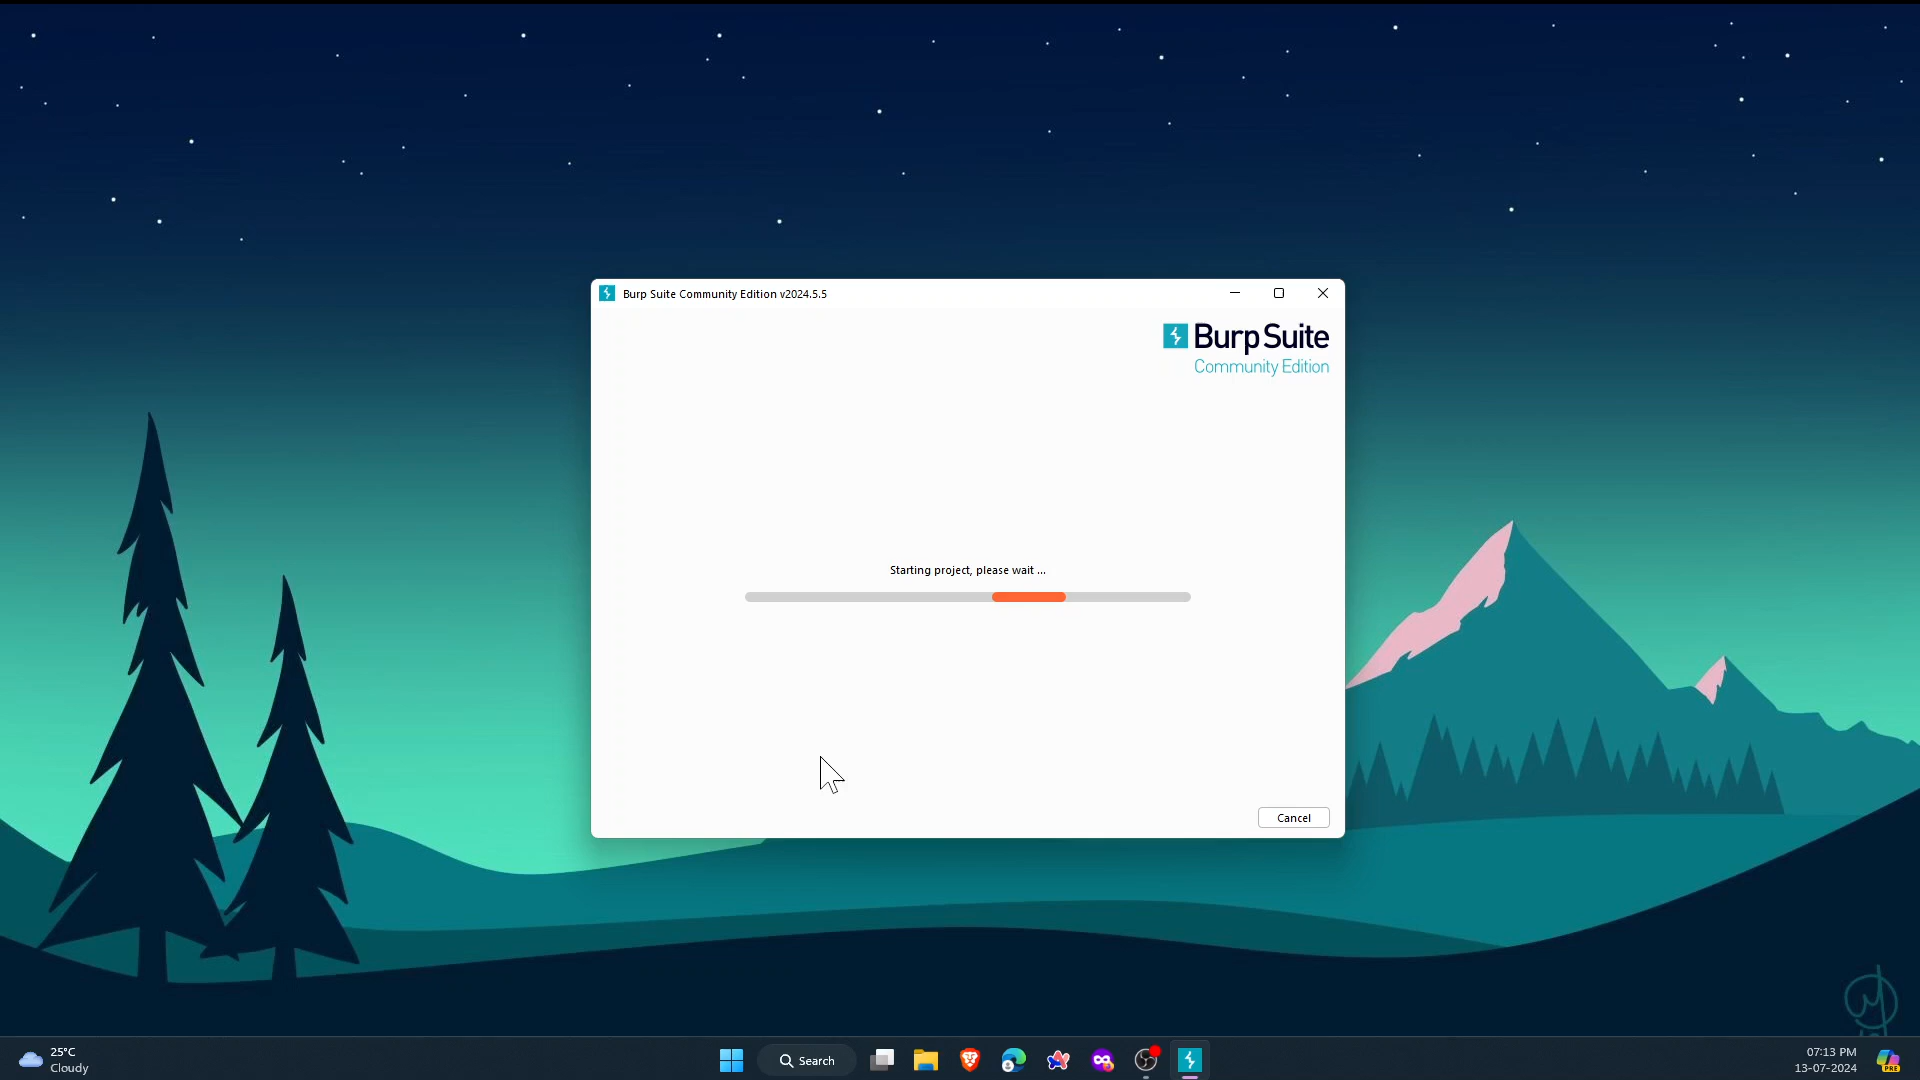 Burp Suite Community Edition v2024.5.5
Burp Suite
Community Edition
Starting project, please wait ...
Cancel
25°C
Cloudy
Search
07:13 PM
13-07-2024
PRE